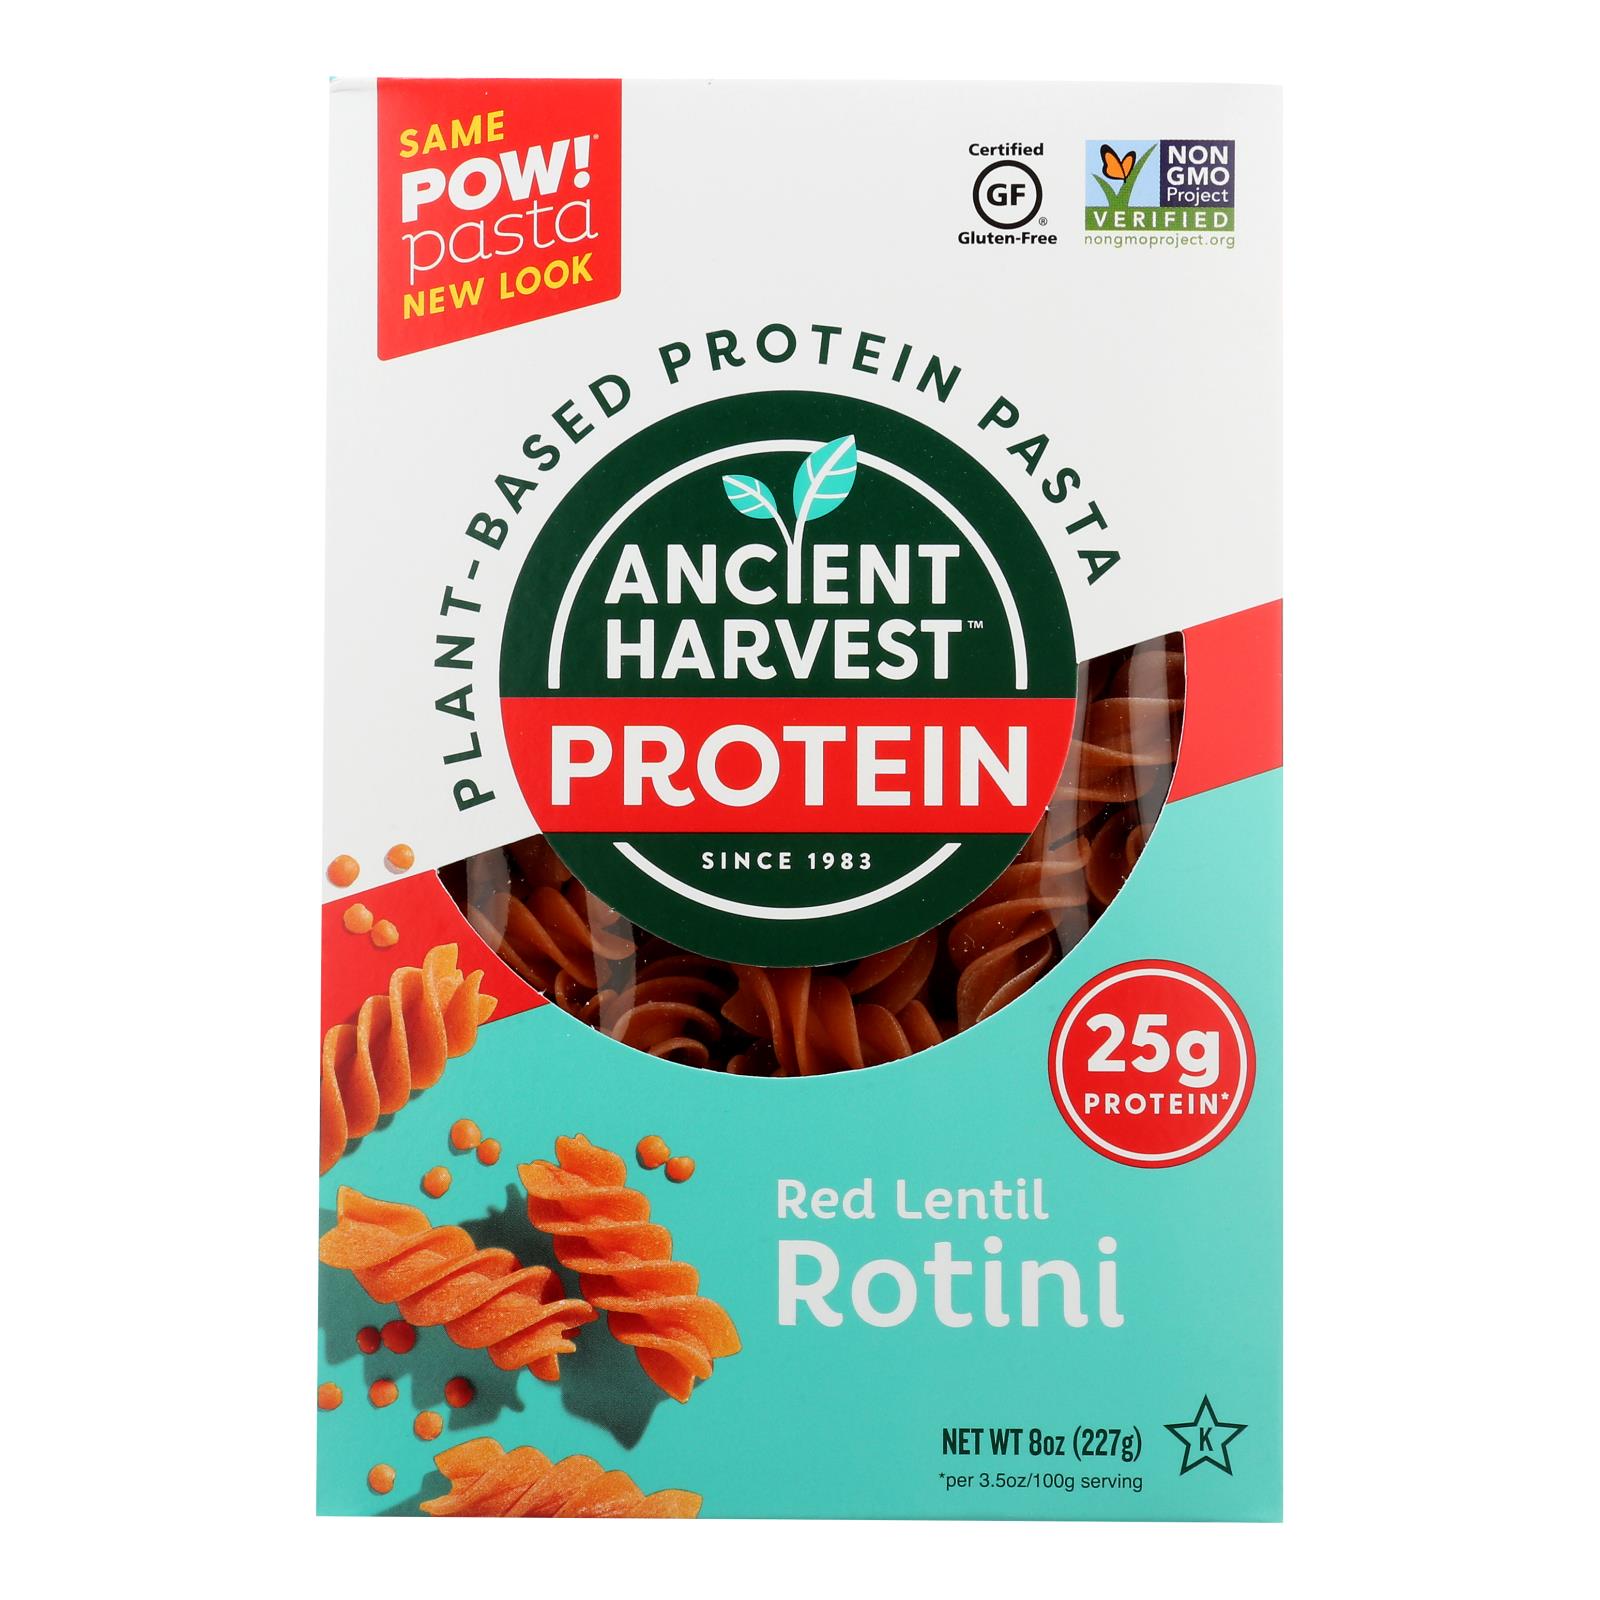 SAME
POW!®
pasta
NEW LOOK
Certified
GF®
Gluten-Free
NON
GMO
Project
VERIFIED
nongmoproject.org
PLANT-BASED PROTEIN PASTA
ANCIENT
HARVEST™
PROTEIN
SINCE 1983
25g
PROTEIN*
Red Lentil
Rotini
NET WT 8oz (227g)
*per 3.5oz/100g serving
K